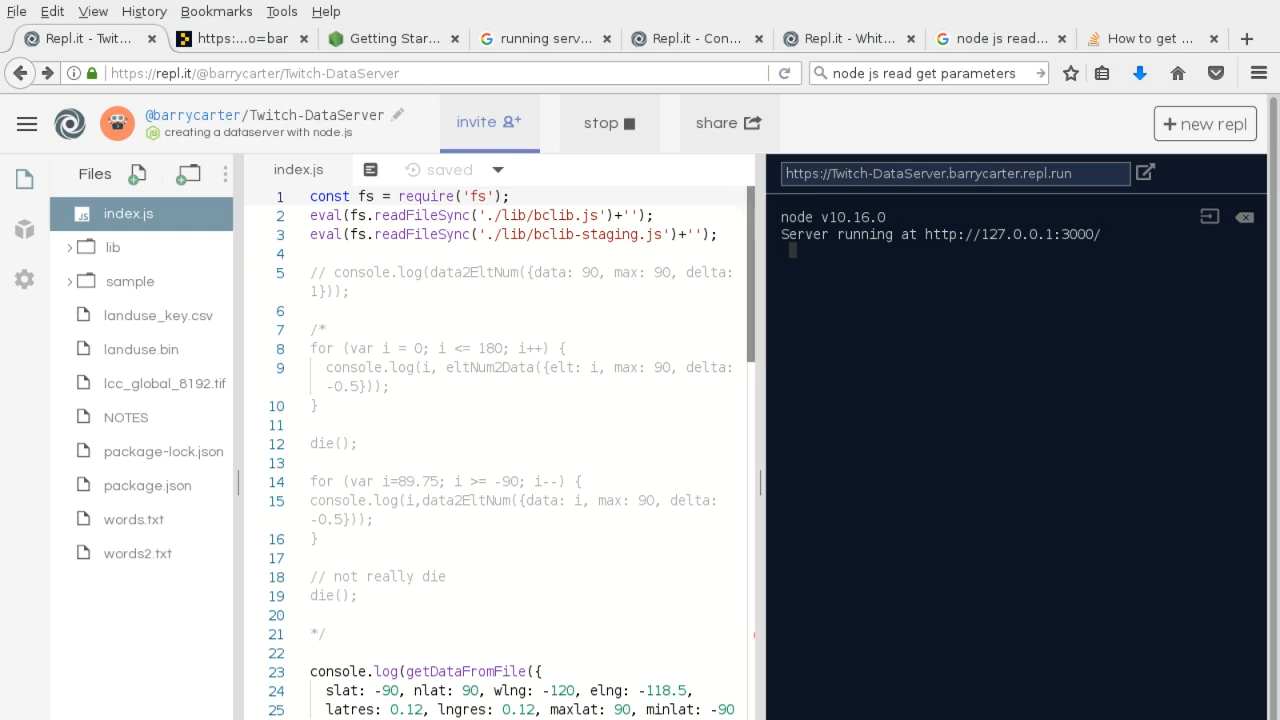 File Edit View History Bookmarks Tools Help
Repl.it - Twit... × https:...o=bar × Getting Star... × running serv... × Repl.it - Con... × Repl.it - Whit... × node js read... × How to get ... ×
https://repl.it/@barrycarter/Twitch-DataServer node js read get parameters
@barrycarter/Twitch-DataServer
creating a dataserver with node.js
invite stop share + new repl
Files index.js saved
https://Twitch-DataServer.barrycarter.repl.run
index.js
lib
sample
landuse_key.csv
landuse.bin
lcc_global_8192.tif
NOTES
package-lock.json
package.json
words.txt
words2.txt
1 const fs = require('fs');
2 eval(fs.readFileSync('./lib/bclib.js')+'');
3 eval(fs.readFileSync('./lib/bclib-staging.js')+'');
4
5 // console.log(data2EltNum({data: 90, max: 90, delta:
1}));
6
7 /*
8 for (var i = 0; i <= 180; i++) {
9 console.log(i, eltNum2Data({elt: i, max: 90, delta:
-0.5}));
10 }
11
12 die();
13
14 for (var i=89.75; i >= -90; i--) {
15 console.log(i,data2EltNum({data: i, max: 90, delta:
-0.5}));
16 }
17
18 // not really die
19 die();
20
21 */
22
23 console.log(getDataFromFile({
24 slat: -90, nlat: 90, wlng: -120, elng: -118.5,
25 latres: 0.12, lngres: 0.12, maxlat: 90, minlat: -90
node v10.16.0
Server running at http://127.0.0.1:3000/